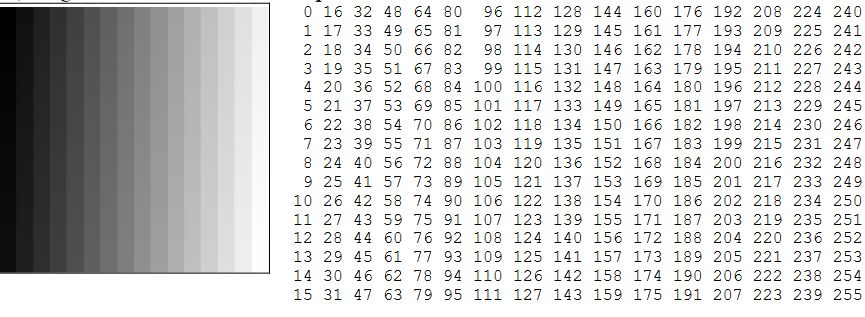 0 16 32 48 64 80 96 112 128 144 160 176 192 208 224 240
1 17 33 49 65 81 97 113 129 145 161 177 193 209 225 241
2 18 34 50 66 82 98 114 130 146 162 178 194 210 226 242
3 19 35 51 67 83 99 115 131 147 163 179 195 211 227 243
4 20 36 52 68 84 100 116 132 148 164 180 196 212 228 244
5 21 37 53 69 85 101 117 133 149 165 181 197 213 229 245
6 22 38 54 70 86 102 118 134 150 166 182 198 214 230 246
7 23 39 55 71 87 103 119 135 151 167 183 199 215 231 247
8 24 40 56 72 88 104 120 136 152 168 184 200 216 232 248
9 25 41 57 73 89 105 121 137 153 169 185 201 217 233 249
10 26 42 58 74 90 106 122 138 154 170 186 202 218 234 250
11 27 43 59 75 91 107 123 139 155 171 187 203 219 235 251
12 28 44 60 76 92 108 124 140 156 172 188 204 220 236 252
13 29 45 61 77 93 109 125 141 157 173 189 205 221 237 253
14 30 46 62 78 94 110 126 142 158 174 190 206 222 238 254
15 31 47 63 79 95 111 127 143 159 175 191 207 223 239 255